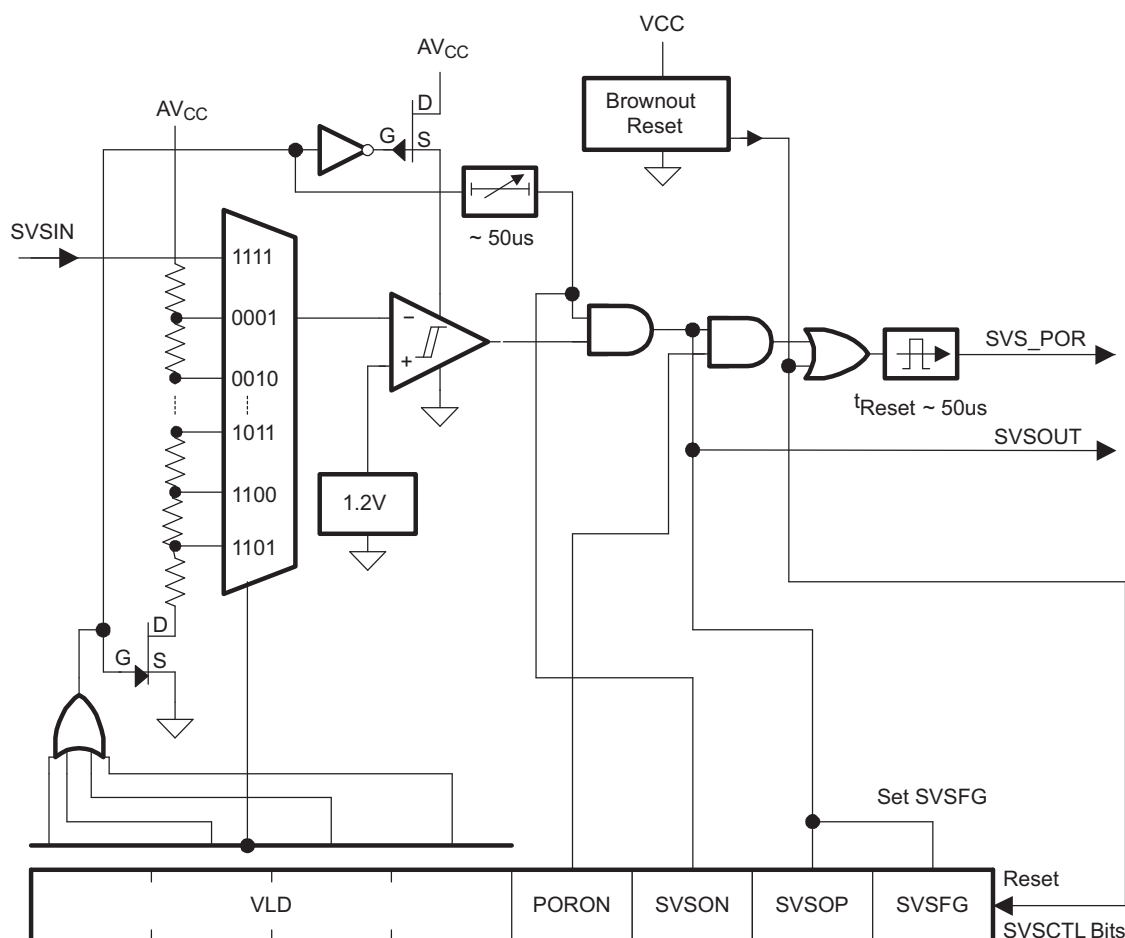 VCC
AVCC
Brownout
Reset
AVCC
D
G
S
SVSIN
~ 50us
1111
0001
0010
1011
1100
1101
–
+
SVS_POR
tReset ~ 50us
SVSOUT
1.2V
D
G
S
Set SVSFG
Reset
VLD
PORON
SVSON
SVSOP
SVSFG
SVSCTL Bits